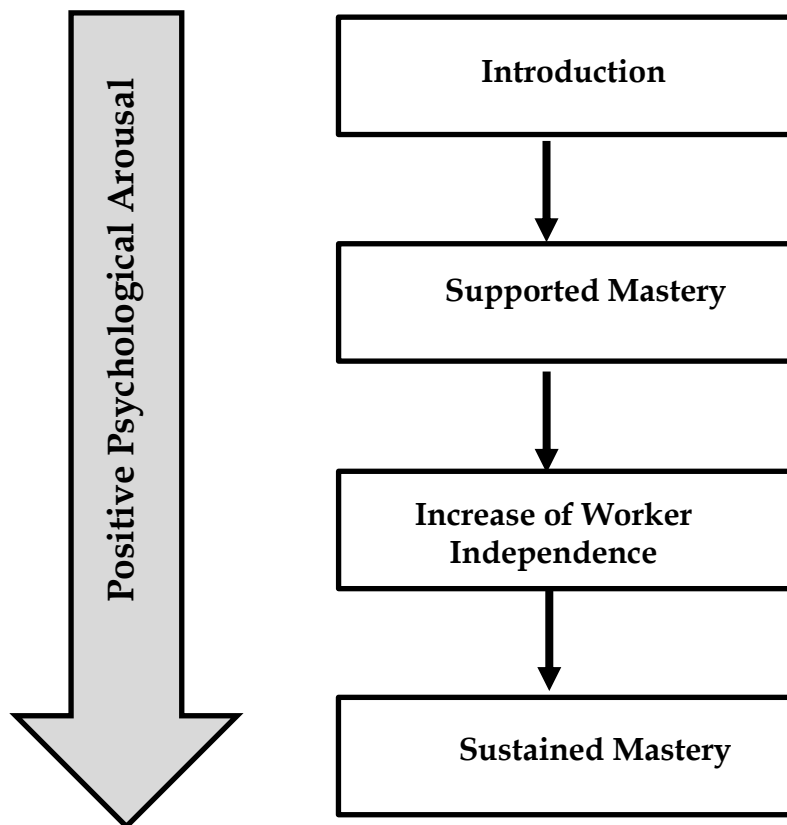 Positive Psychological Arousal
Introduction
Supported Mastery
Increase of Worker
Independence
Sustained Mastery